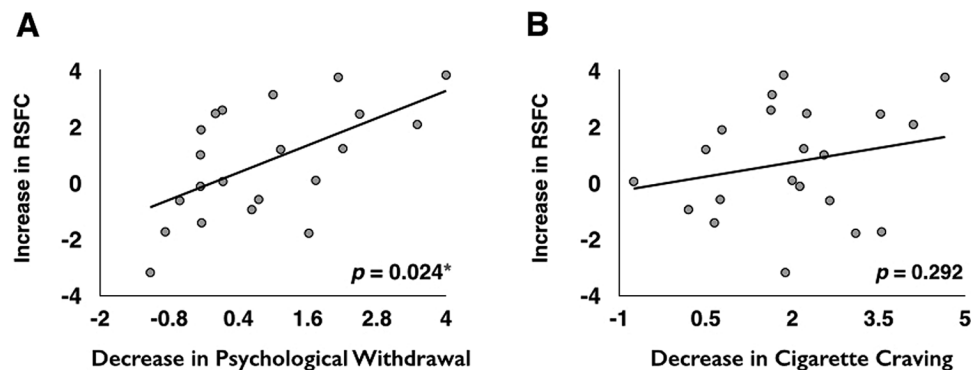 A
Increase in RSFC
4
2
0
-2
-4
p = 0.024*
-2 -0.8 0.4 1.6 2.8 4
Decrease in Psychological Withdrawal
B
Increase in RSFC
4
2
0
-2
-4
p = 0.292
-1 0.5 2 3.5 5
Decrease in Cigarette Craving